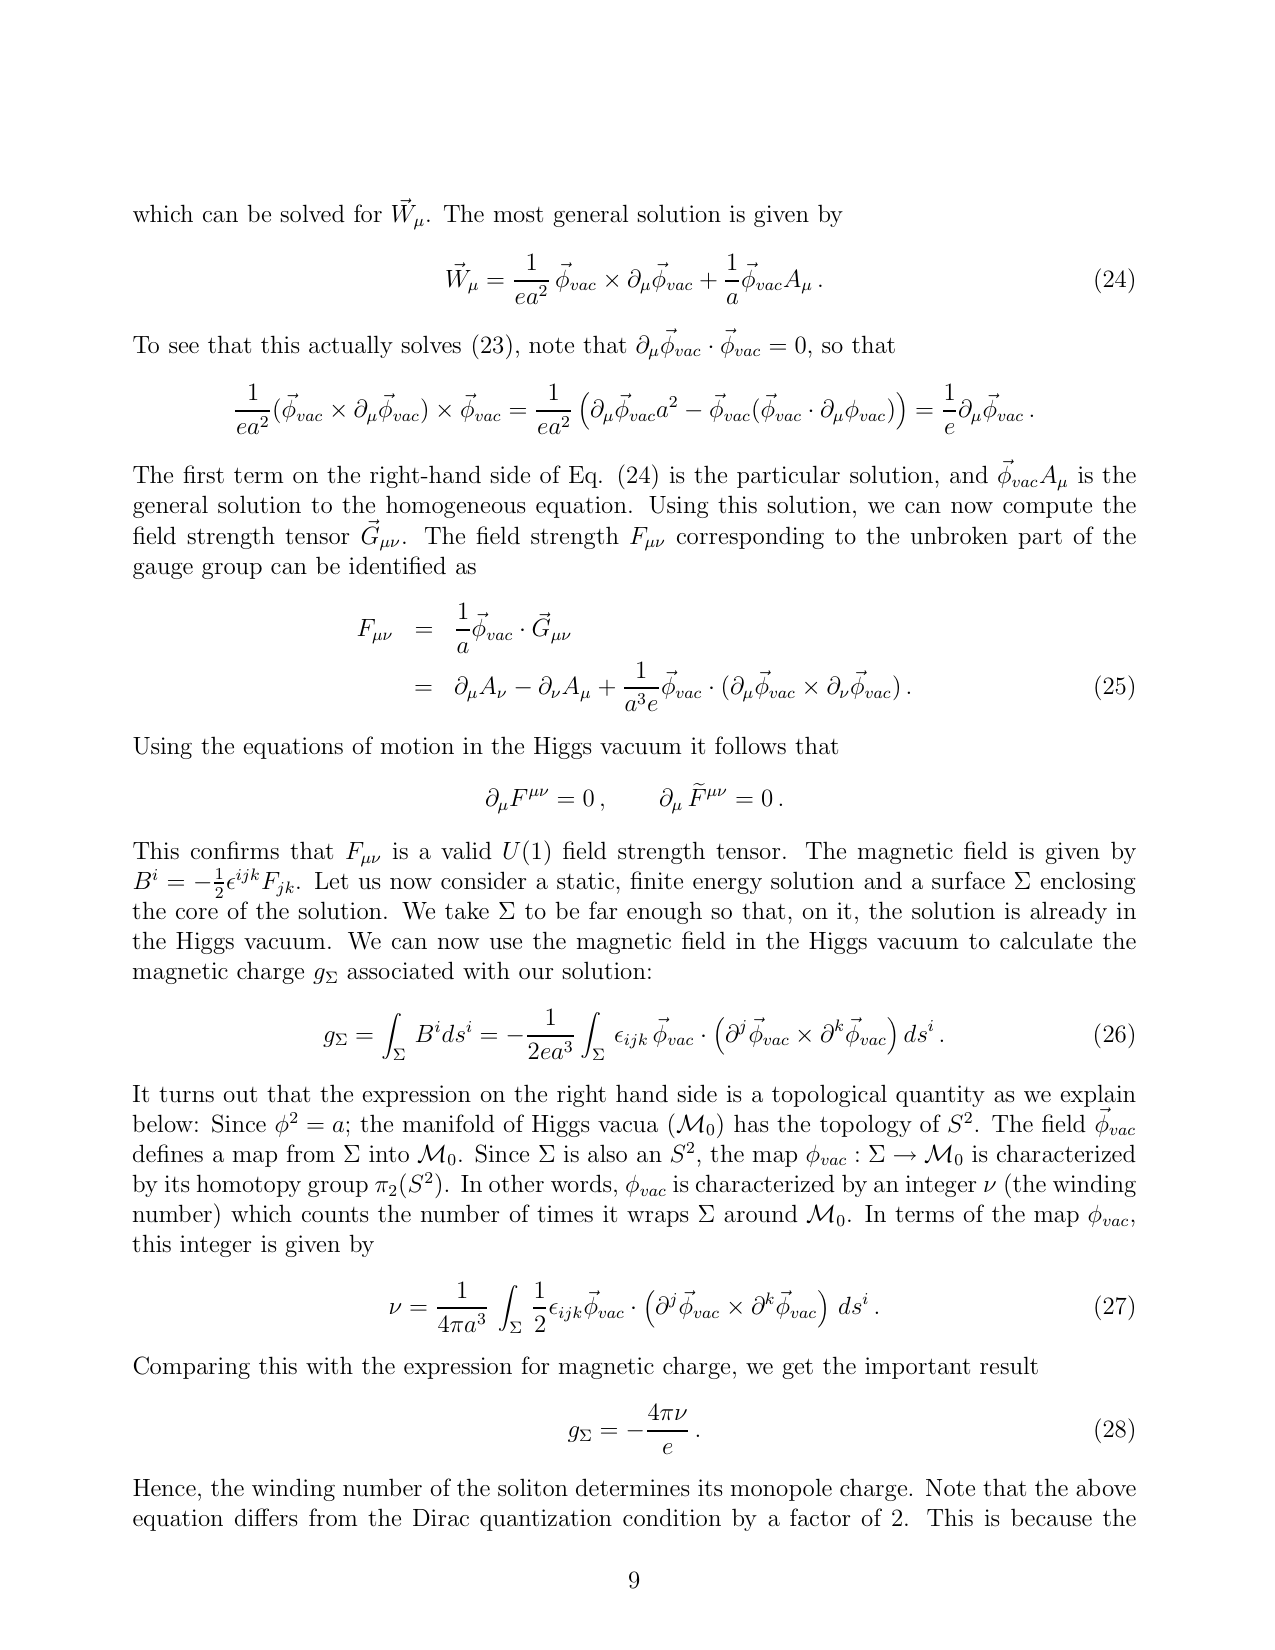 which can be solved for $\vec{W}_\mu$. The most general solution is given by
$$\vec{W}_\mu = \frac{1}{ea^2}\, \vec{\phi}_{vac} \times \partial_\mu \vec{\phi}_{vac} + \frac{1}{a} \vec{\phi}_{vac} A_\mu \,. \quad (24)$$
To see that this actually solves (23), note that $\partial_\mu \vec{\phi}_{vac} \cdot \vec{\phi}_{vac} = 0$, so that
$$\frac{1}{ea^2} (\vec{\phi}_{vac} \times \partial_\mu \vec{\phi}_{vac}) \times \vec{\phi}_{vac} = \frac{1}{ea^2} \left( \partial_\mu \vec{\phi}_{vac} a^2 - \vec{\phi}_{vac} (\vec{\phi}_{vac} \cdot \partial_\mu \phi_{vac}) \right) = \frac{1}{e} \partial_\mu \vec{\phi}_{vac} \,.$$
The first term on the right-hand side of Eq. (24) is the particular solution, and $\vec{\phi}_{vac} A_\mu$ is the
general solution to the homogeneous equation. Using this solution, we can now compute the
field strength tensor $\vec{G}_{\mu\nu}$. The field strength $F_{\mu\nu}$ corresponding to the unbroken part of the
gauge group can be identified as
$$F_{\mu\nu} = \frac{1}{a} \vec{\phi}_{vac} \cdot \vec{G}_{\mu\nu}$$
$$= \partial_\mu A_\nu - \partial_\nu A_\mu + \frac{1}{a^3 e} \vec{\phi}_{vac} \cdot (\partial_\mu \vec{\phi}_{vac} \times \partial_\nu \vec{\phi}_{vac}) \,. \quad (25)$$
Using the equations of motion in the Higgs vacuum it follows that
$$\partial_\mu F^{\mu\nu} = 0 \,, \qquad \partial_\mu \widetilde{F}^{\mu\nu} = 0 \,.$$
This confirms that $F_{\mu\nu}$ is a valid $U(1)$ field strength tensor. The magnetic field is given by
$B^i = -\frac{1}{2} \epsilon^{ijk} F_{jk}$. Let us now consider a static, finite energy solution and a surface $\Sigma$ enclosing
the core of the solution. We take $\Sigma$ to be far enough so that, on it, the solution is already in
the Higgs vacuum. We can now use the magnetic field in the Higgs vacuum to calculate the
magnetic charge $g_\Sigma$ associated with our solution:
$$g_\Sigma = \int_\Sigma B^i ds^i = -\frac{1}{2ea^3} \int_\Sigma \epsilon_{ijk}\, \vec{\phi}_{vac} \cdot \left( \partial^j \vec{\phi}_{vac} \times \partial^k \vec{\phi}_{vac} \right) ds^i \,. \quad (26)$$
It turns out that the expression on the right hand side is a topological quantity as we explain
below: Since $\phi^2 = a$; the manifold of Higgs vacua ($\mathcal{M}_0$) has the topology of $S^2$. The field $\vec{\phi}_{vac}$
defines a map from $\Sigma$ into $\mathcal{M}_0$. Since $\Sigma$ is also an $S^2$, the map $\phi_{vac} : \Sigma \to \mathcal{M}_0$ is characterized
by its homotopy group $\pi_2(S^2)$. In other words, $\phi_{vac}$ is characterized by an integer $\nu$ (the winding
number) which counts the number of times it wraps $\Sigma$ around $\mathcal{M}_0$. In terms of the map $\phi_{vac}$,
this integer is given by
$$\nu = \frac{1}{4\pi a^3} \int_\Sigma \frac{1}{2} \epsilon_{ijk} \vec{\phi}_{vac} \cdot \left( \partial^j \vec{\phi}_{vac} \times \partial^k \vec{\phi}_{vac} \right) ds^i \,. \quad (27)$$
Comparing this with the expression for magnetic charge, we get the important result
$$g_\Sigma = -\frac{4\pi\nu}{e} \,. \quad (28)$$
Hence, the winding number of the soliton determines its monopole charge. Note that the above
equation differs from the Dirac quantization condition by a factor of 2. This is because the
9